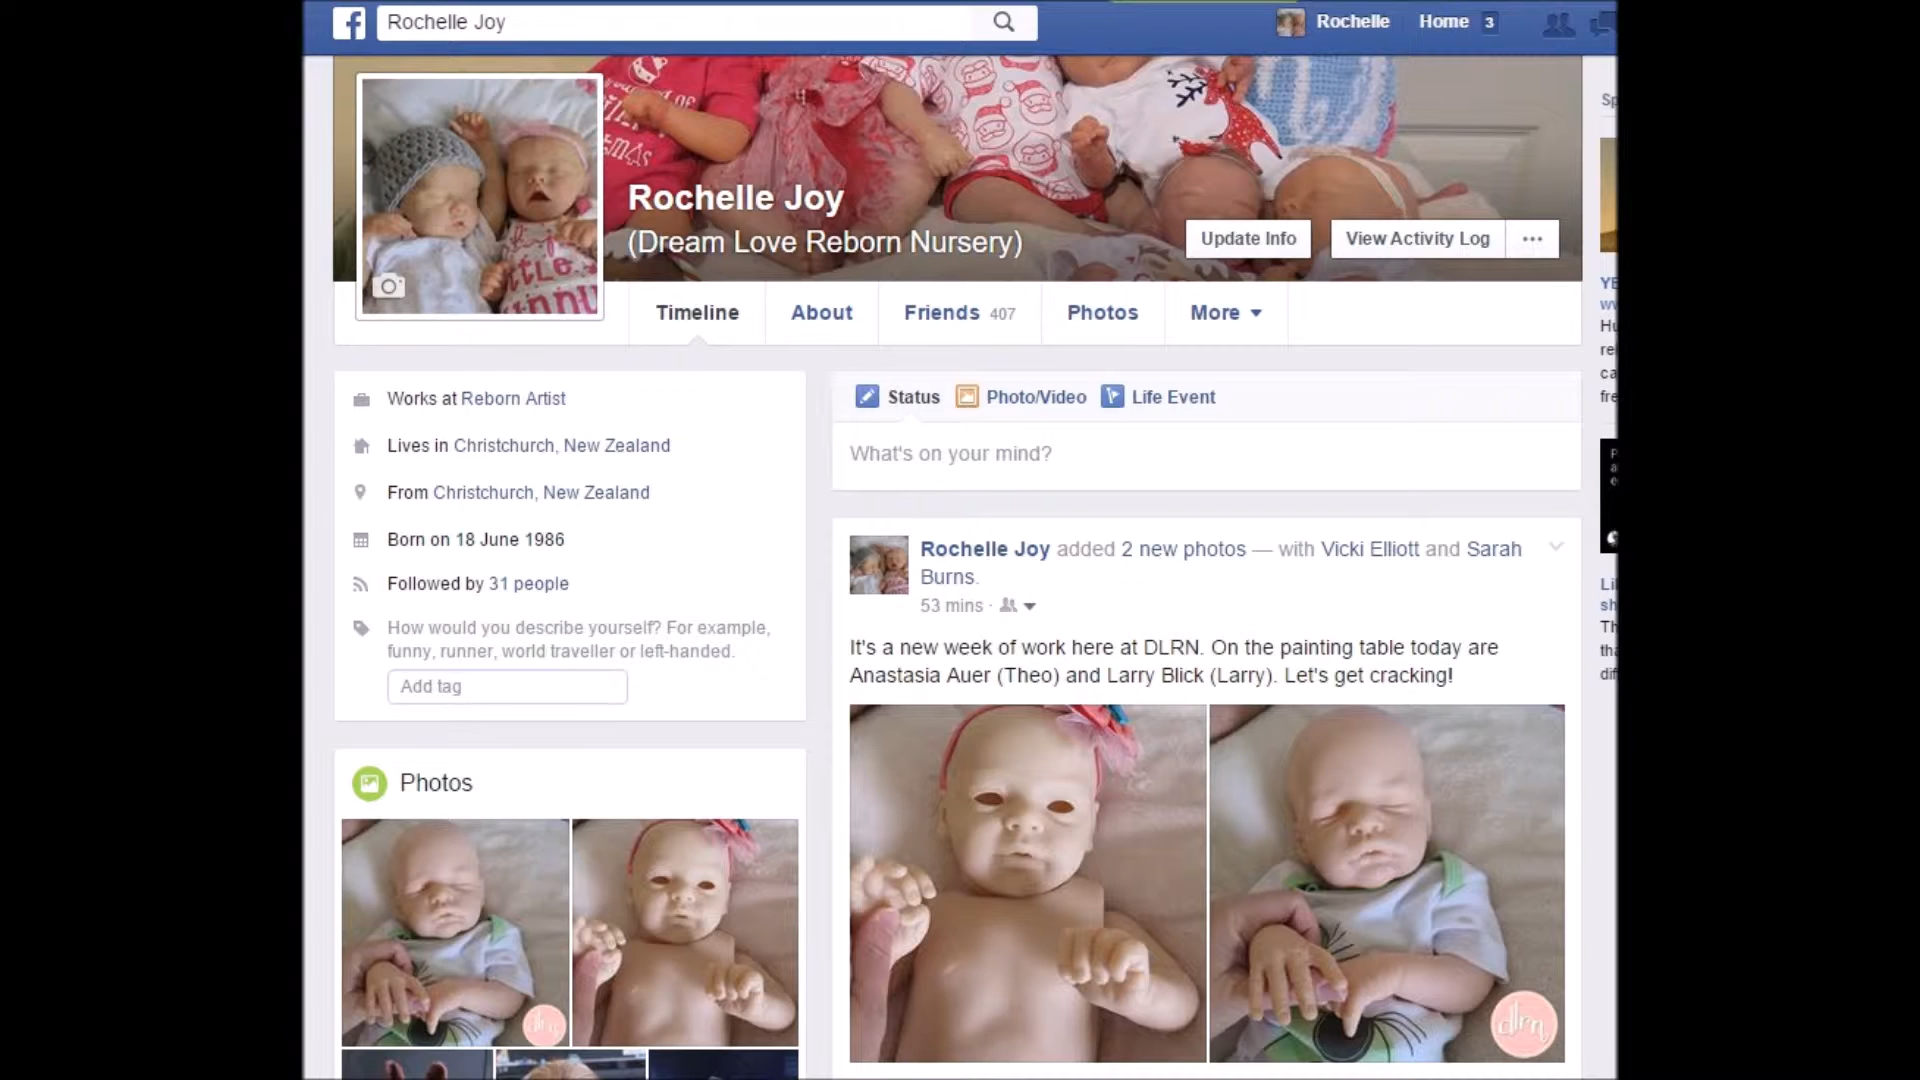 Rochelle Joy
Rochelle
Home 3
Rochelle Joy
(Dream Love Reborn Nursery)
Update Info
View Activity Log
Timeline
About
Friends 407
Photos
More
Works at Reborn Artist
Lives in Christchurch, New Zealand
From Christchurch, New Zealand
Born on 18 June 1986
Followed by 31 people
How would you describe yourself? For example,
funny, runner, world traveller or left-handed.
Add tag
Photos
Status
Photo/Video
Life Event
What's on your mind?
Rochelle Joy added 2 new photos — with Vicki Elliott and Sarah
Burns.
53 mins ·
It's a new week of work here at DLRN. On the painting table today are
Anastasia Auer (Theo) and Larry Blick (Larry). Let's get cracking!
dlrn
dlrn